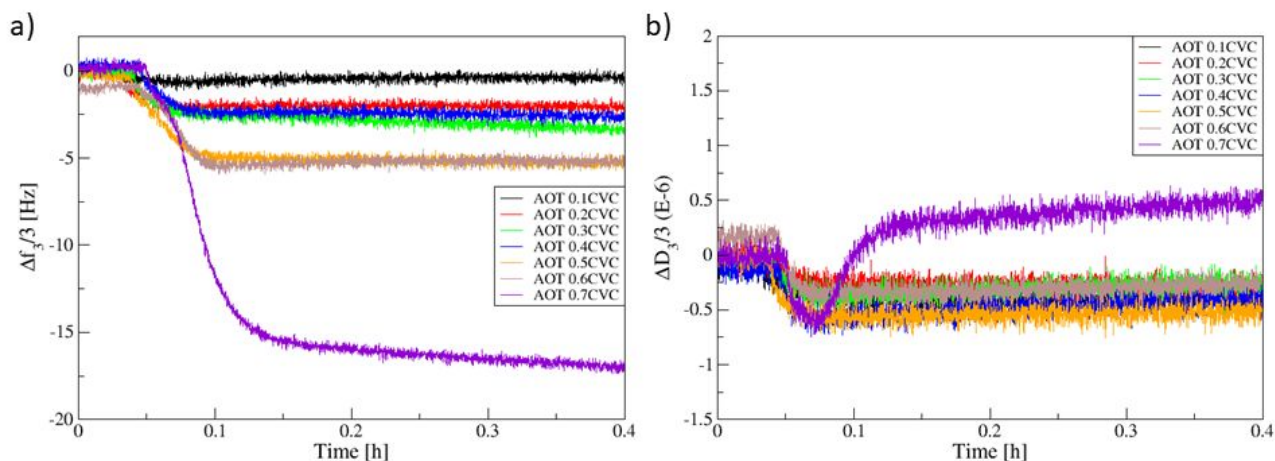 a)
Δf_3/3 [Hz]
0
-5
-10
-15
-20
0
0.1
0.2
0.3
0.4
Time [h]
AOT 0.1CVC
AOT 0.2CVC
AOT 0.3CVC
AOT 0.4CVC
AOT 0.5CVC
AOT 0.6CVC
AOT 0.7CVC
b)
ΔD_3/3 (E-6)
2
1.5
1
0.5
0
-0.5
-1
-1.5
0
0.1
0.2
0.3
0.4
Time [h]
AOT 0.1CVC
AOT 0.2CVC
AOT 0.3CVC
AOT 0.4CVC
AOT 0.5CVC
AOT 0.6CVC
AOT 0.7CVC